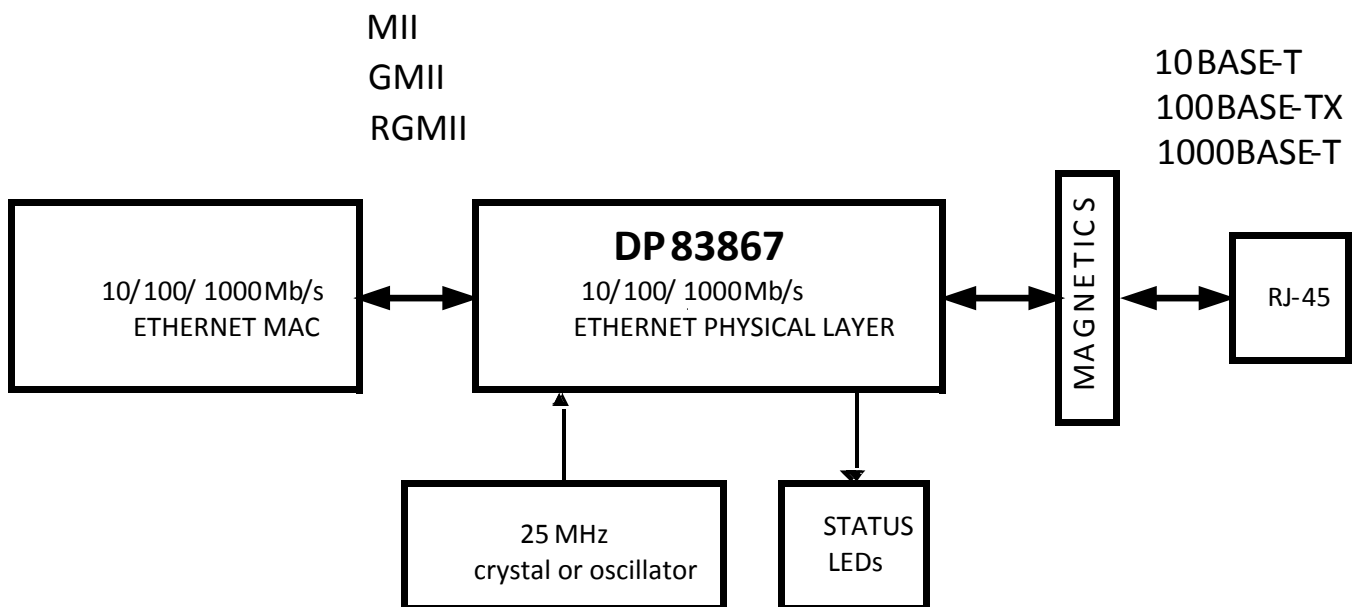 MII
GMII
RGMII
10BASE-T
100BASE-TX
1000BASE-T
10/100/1000Mb/s
ETHERNET MAC
DP83867
10/100/1000Mb/s
ETHERNET PHYSICAL LAYER
MAGNETICS
RJ-45
25 MHz
crystal or oscillator
STATUS
LEDs